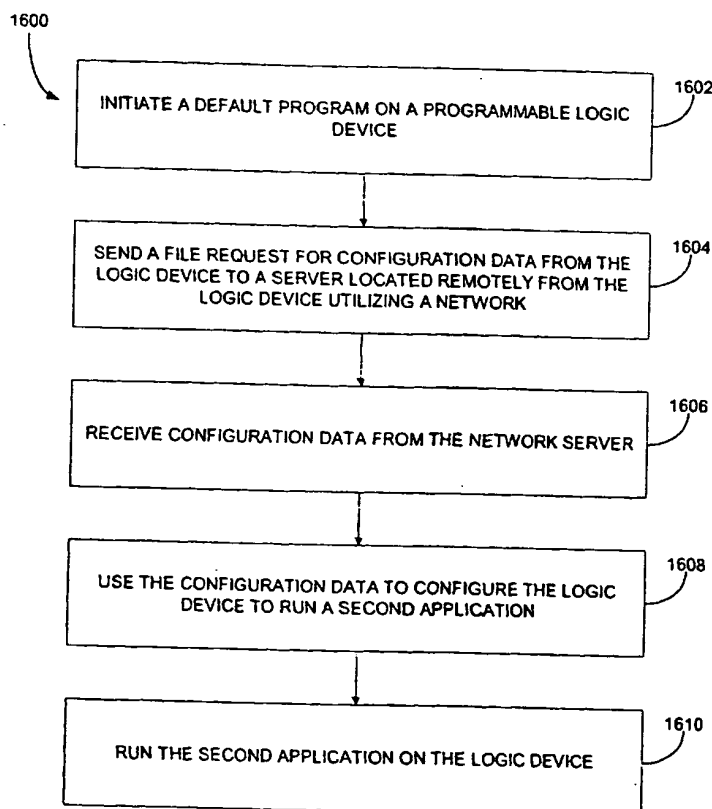 1600
INITIATE A DEFAULT PROGRAM ON A PROGRAMMABLE LOGIC
DEVICE
1602
SEND A FILE REQUEST FOR CONFIGURATION DATA FROM THE
LOGIC DEVICE TO A SERVER LOCATED REMOTELY FROM THE
LOGIC DEVICE UTILIZING A NETWORK
1604
RECEIVE CONFIGURATION DATA FROM THE NETWORK SERVER
1606
USE THE CONFIGURATION DATA TO CONFIGURE THE LOGIC
DEVICE TO RUN A SECOND APPLICATION
1608
RUN THE SECOND APPLICATION ON THE LOGIC DEVICE
1610